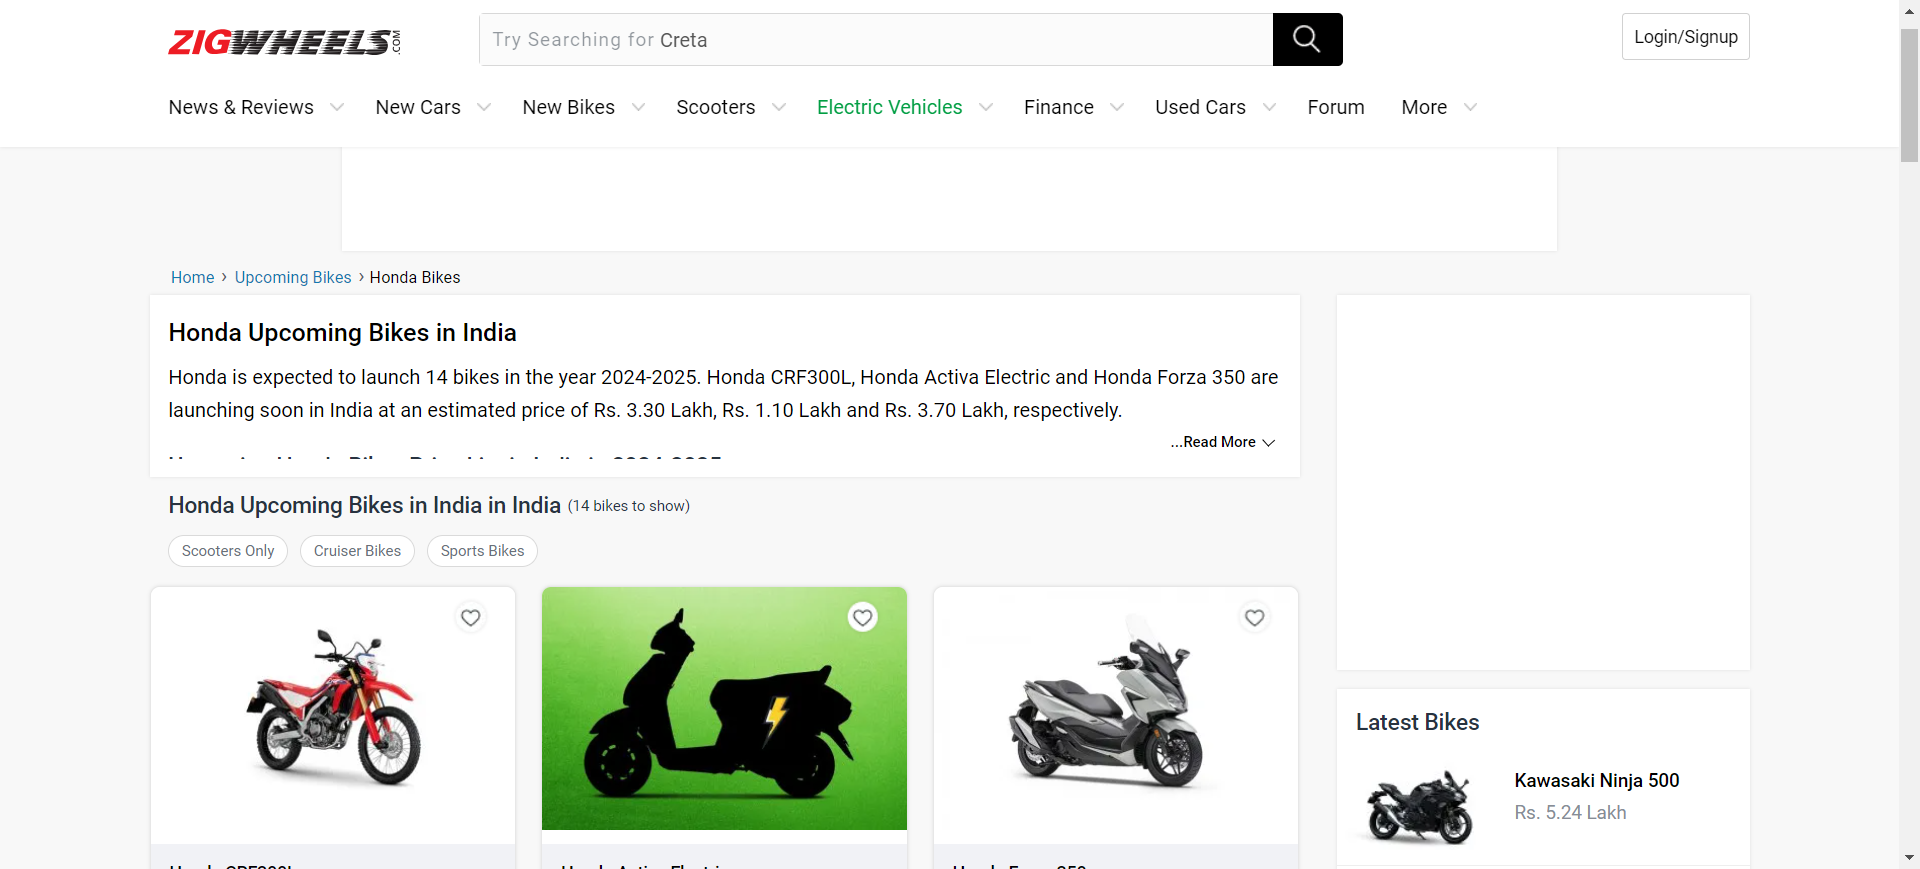 ZIGWHEELS.COM
Try Searching for Creta
Login/Signup
News & Reviews New Cars New Bikes Scooters Electric Vehicles Finance Used Cars Forum More
Home › Upcoming Bikes › Honda Bikes
Honda Upcoming Bikes in India
Honda is expected to launch 14 bikes in the year 2024-2025. Honda CRF300L, Honda Activa Electric and Honda Forza 350 are
launching soon in India at an estimated price of Rs. 3.30 Lakh, Rs. 1.10 Lakh and Rs. 3.70 Lakh, respectively.
...Read More
Honda Upcoming Bikes in India in India (14 bikes to show)
Scooters Only Cruiser Bikes Sports Bikes
Latest Bikes
Kawasaki Ninja 500
Rs. 5.24 Lakh